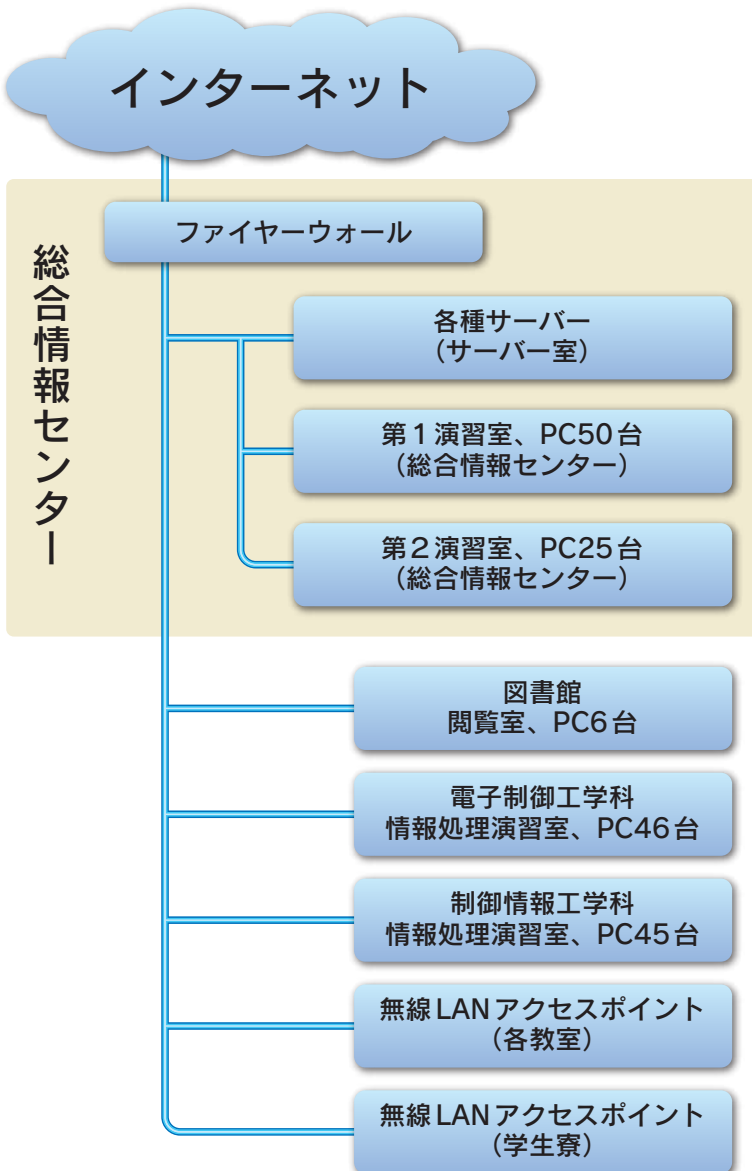 インターネット
ファイヤーウォール
総合情報センター
各種サーバー
（サーバー室）
第１演習室、PC50台
（総合情報センター）
第２演習室、PC25台
（総合情報センター）
図書館
閲覧室、PC6台
電子制御工学科
情報処理演習室、PC46台
制御情報工学科
情報処理演習室、PC45台
無線LANアクセスポイント
（各教室）
無線LANアクセスポイント
（学生寮）